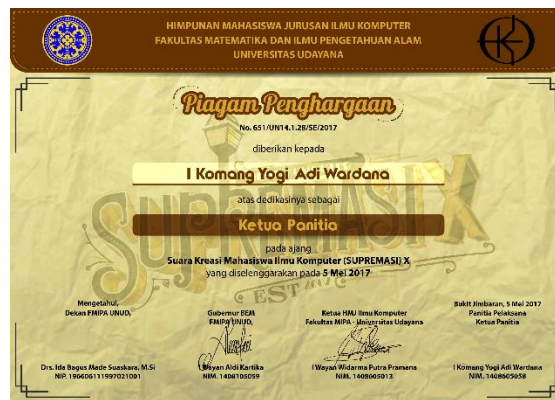 HIMPUNAN MAHASISWA JURUSAN ILMU KOMPUTER
FAKULTAS MATEMATIKA DAN ILMU PENGETAHUAN ALAM
UNIVERSITAS UDAYANA
Piagam Penghargaan
No. 651/UN14.1.28/SE/2017
diberikan kepada
I Komang Yogi Adi Wardana
atas dedikasinya sebagai
Ketua Panitia
pada ajang
Suara Kreasi Mahasiswa Ilmu Komputer (SUPREMASI) X
yang diselenggarakan pada 5 Mei 2017
SUPREMASI X
EST
Mengetahui,
Dekan FMIPA UNUD,
Drs. Ida Bagus Made Suaskara, M.Si
NIP. 196606111997021001
Gubernur BEM
FMIPA UNUD,
I Wayan Aldi Kartika
NIM. 1408105059
Ketua HMJ Ilmu Komputer
Fakultas MIPA - Universitas Udayana
I Wayan Widarma Putra Pramana
NIM. 1408605013
Bukit Jimbaran, 5 Mei 2017
Panitia Pelaksana
Ketua Panitia
I Komang Yogi Adi Wardana
NIM. 1408605058